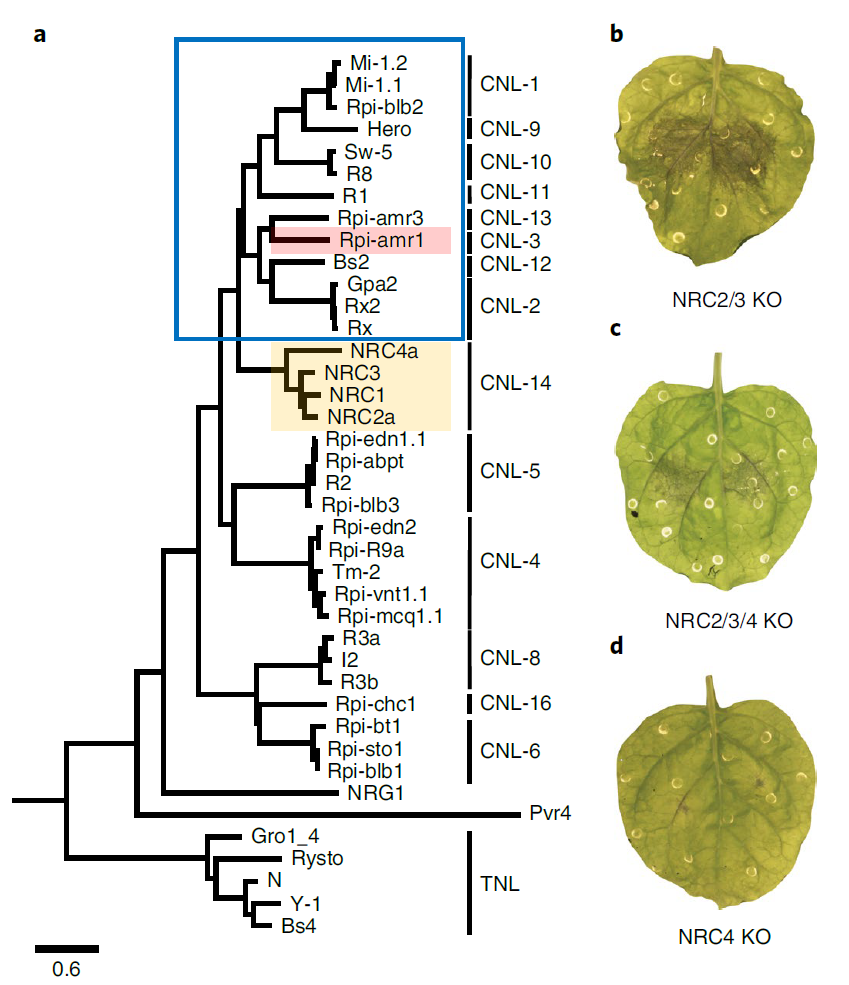 a
Mi-1.2
Mi-1.1
Rpi-blb2
CNL-1
Hero
CNL-9
Sw-5
R8
CNL-10
R1
CNL-11
Rpi-amr3
CNL-13
Rpi-amr1
CNL-3
Bs2
CNL-12
Gpa2
Rx2
Rx
CNL-2
NRC4a
NRC3
NRC1
NRC2a
CNL-14
Rpi-edn1.1
Rpi-abpt
R2
Rpi-blb3
CNL-5
Rpi-edn2
Rpi-R9a
Tm-2
Rpi-vnt1.1
Rpi-mcq1.1
CNL-4
R3a
I2
R3b
CNL-8
Rpi-chc1
CNL-16
Rpi-bt1
Rpi-sto1
Rpi-blb1
CNL-6
NRG1
Pvr4
Gro1_4
Rysto
N
Y-1
Bs4
TNL
0.6
b
NRC2/3 KO
c
NRC2/3/4 KO
d
NRC4 KO